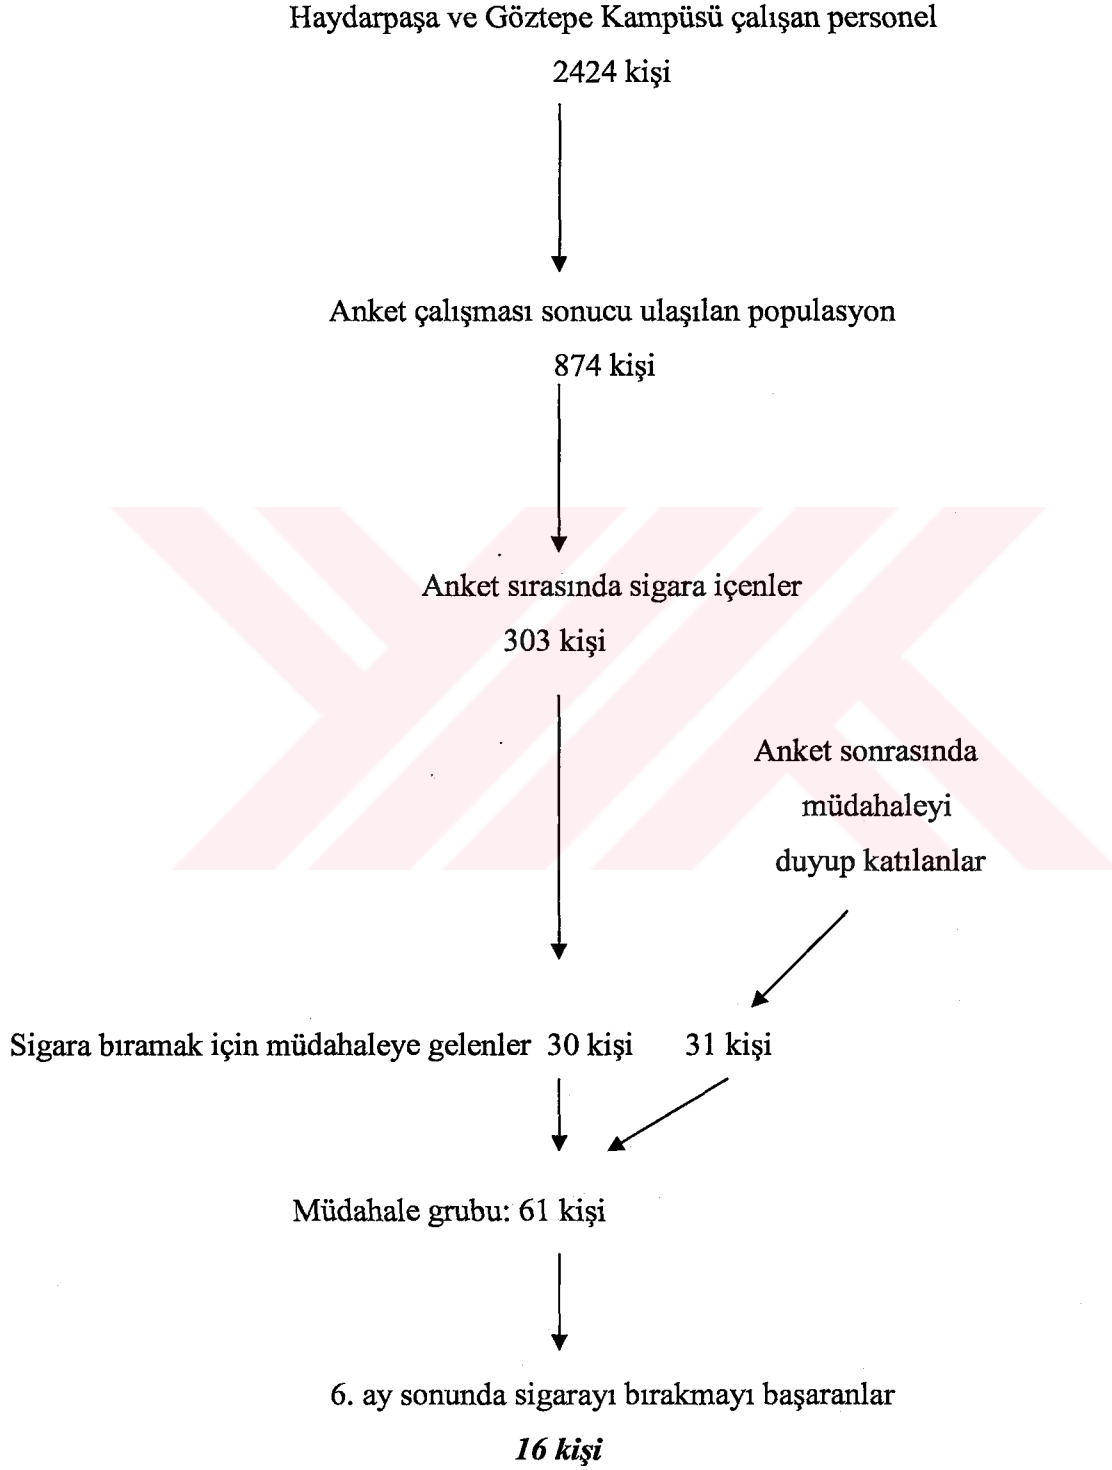 Haydarpaşa ve Göztepe Kampüsü çalışan personel
2424 kişi
Anket çalışması sonucu ulaşılan populasyon
874 kişi
Anket sırasında sigara içenler
303 kişi
Anket sonrasında
müdahaleyi
duyup katılanlar
Sigara bıramak için müdahaleye gelenler 30 kişi 31 kişi
Müdahale grubu: 61 kişi
6. ay sonunda sigarayı bırakmayı başaranlar
16 kişi